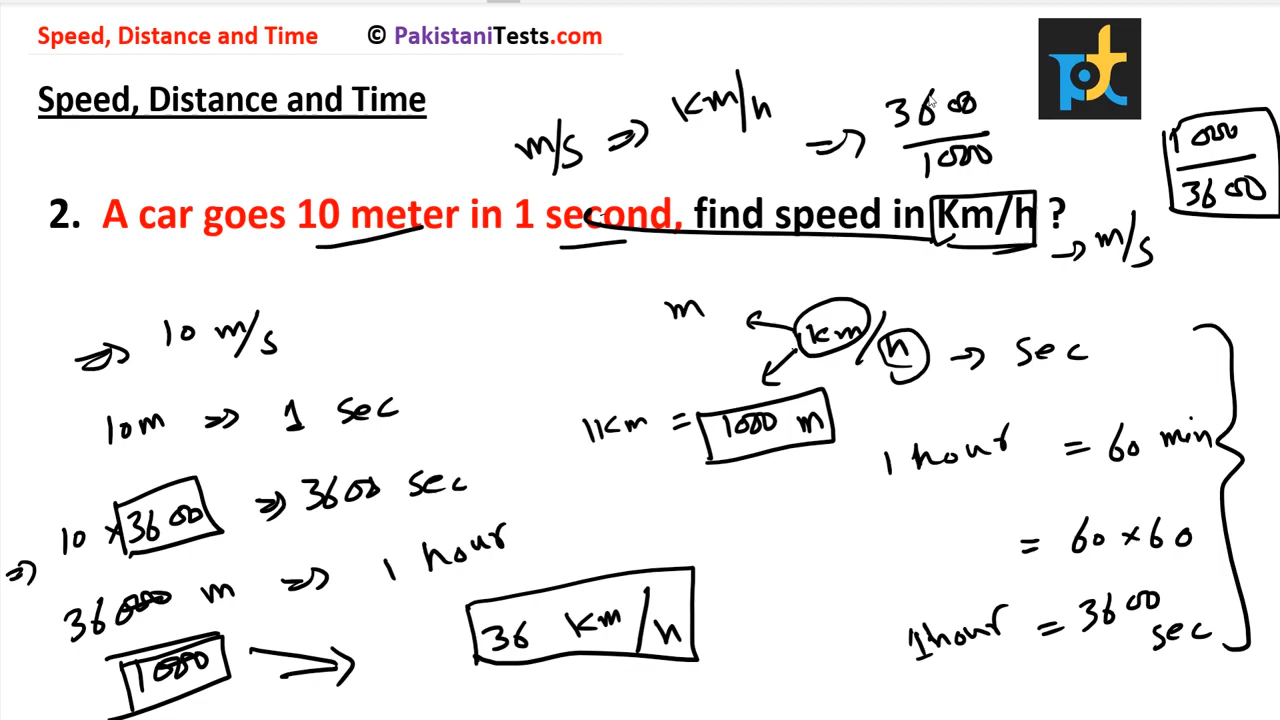 Speed, Distance and Time © PakistaniTests.com
pt
Speed, Distance and Time
m/s ⇒ km/h ⇒ 3600/1000
1000/3600
2. A car goes 10 meter in 1 second, find speed in Km/h ?
→ m/s
⇒ 10 m/s
m ← km/h → sec
10m ⇒ 1 sec
1km = 1000 m
1 hour = 60 min
10 × 3600 ⇒ 3600 sec
= 60 × 60
⇒ 36000 m ⇒ 1 hour
1000
36 km/h
1 hour = 3600 sec